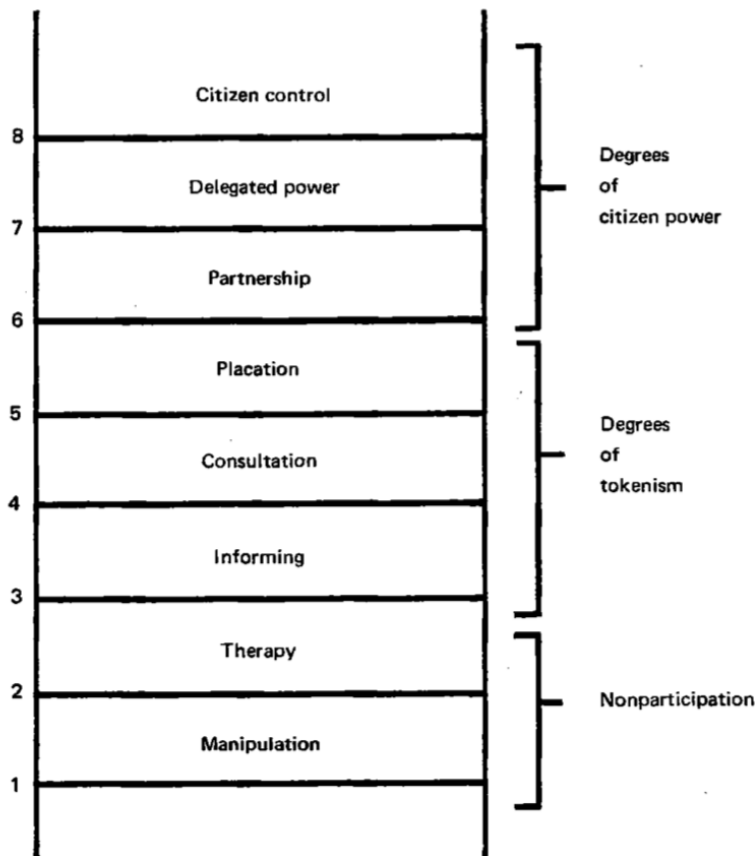 Citizen control
8
Delegated power
7
Partnership
6
Placation
5
Consultation
4
Informing
3
Therapy
2
Manipulation
1
Degrees
of
citizen power
Degrees
of
tokenism
Nonparticipation